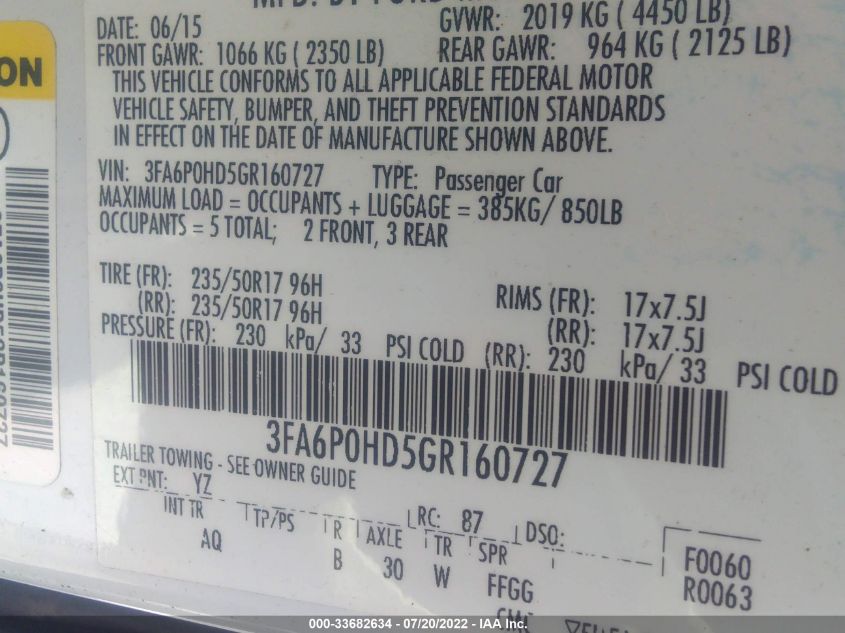 MFD. BY FORD
DATE: 06/15 GVWR: 2019 KG ( 4450 LB)
FRONT GAWR: 1066 KG ( 2350 LB) REAR GAWR: 964 KG ( 2125 LB)
THIS VEHICLE CONFORMS TO ALL APPLICABLE FEDERAL MOTOR
VEHICLE SAFETY, BUMPER, AND THEFT PREVENTION STANDARDS
IN EFFECT ON THE DATE OF MANUFACTURE SHOWN ABOVE.
VIN: 3FA6P0HD5GR160727 TYPE: Passenger Car
MAXIMUM LOAD = OCCUPANTS + LUGGAGE = 385KG/ 850LB
OCCUPANTS = 5 TOTAL; 2 FRONT, 3 REAR
TIRE (FR): 235/50R17 96H RIMS (FR): 17x7.5J
(RR): 235/50R17 96H (RR): 17x7.5J
PRESSURE (FR): 230 kPa/ 33 PSI COLD (RR): 230 kPa/ 33 PSI COLD
3FA6P0HD5GR160727
TRAILER TOWING - SEE OWNER GUIDE
EXT PNT: YZ RC: 87 DSO:
INT TR TP/PS R AXLE TR SPR F0060
AQ B 30 W FFGG R0063
ON
000-33682634 - 07/20/2022 - IAA Inc.